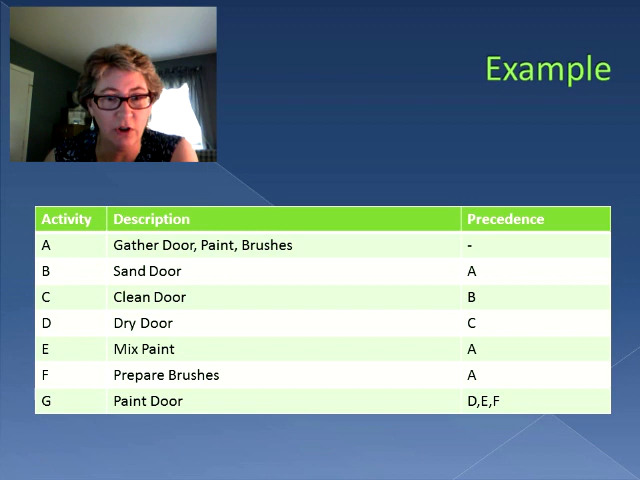 Example
Activity Description Precedence
A Gather Door, Paint, Brushes -
B Sand Door A
C Clean Door B
D Dry Door C
E Mix Paint A
F Prepare Brushes A
G Paint Door D,E,F